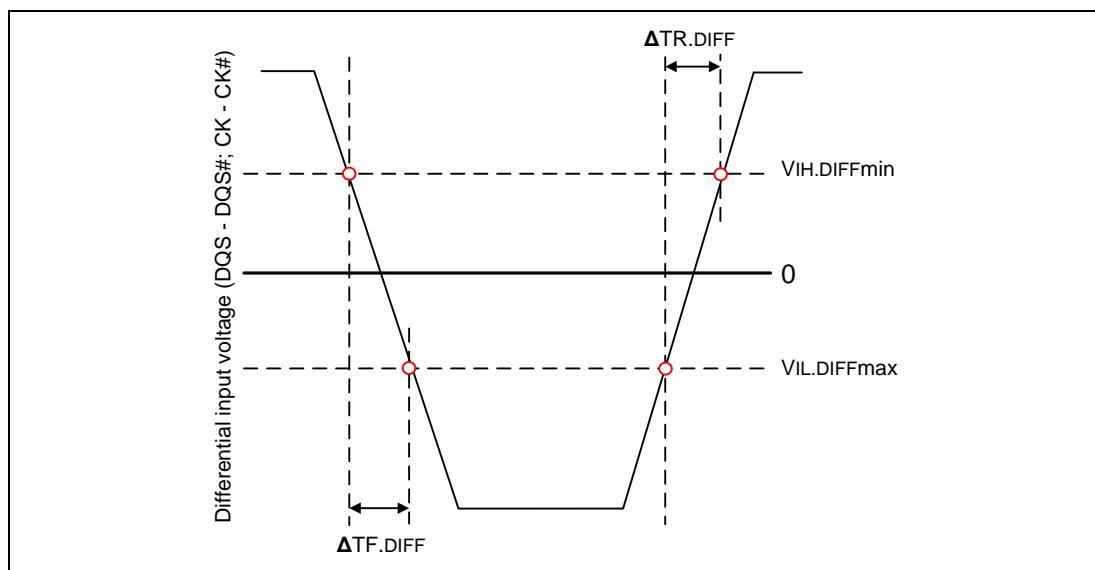 Differential input voltage (DQS - DQS#; CK - CK#)
ΔTR.DIFF
VIH.DIFFmin
0
VIL.DIFFmax
ΔTF.DIFF